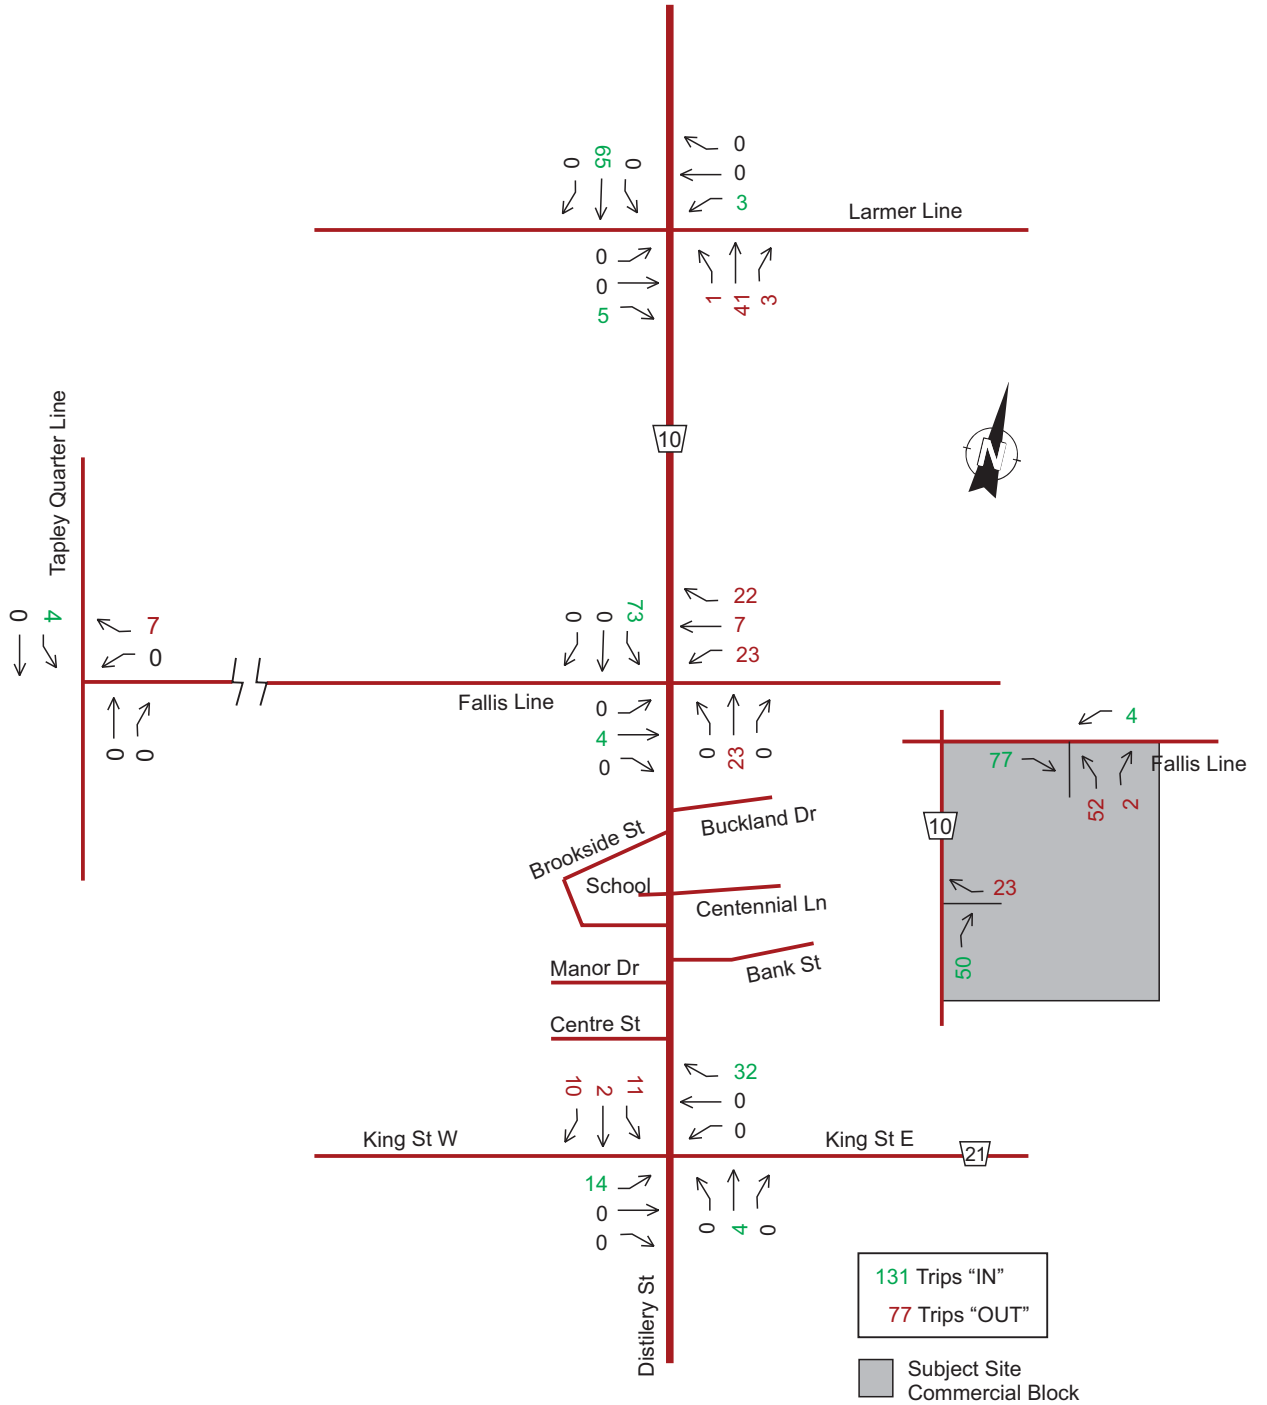 0 65 0
0
0
3
Larmer Line
0
0
5
1 41 3
10
N
Tapley Quarter Line
0 4
7
0
0 0
0 0 73
22
7
23
Fallis Line
0
4
0
0 23 0
4
77
52 2
Fallis Line
10
23
50
Buckland Dr
Brookside St
School
Centennial Ln
Bank St
Manor Dr
Centre St
10 2 11
32
0
0
King St W
King St E
21
14
0
0
0 4 0
Distilery St
131 Trips “IN”
77 Trips “OUT”
Subject Site
Commercial Block